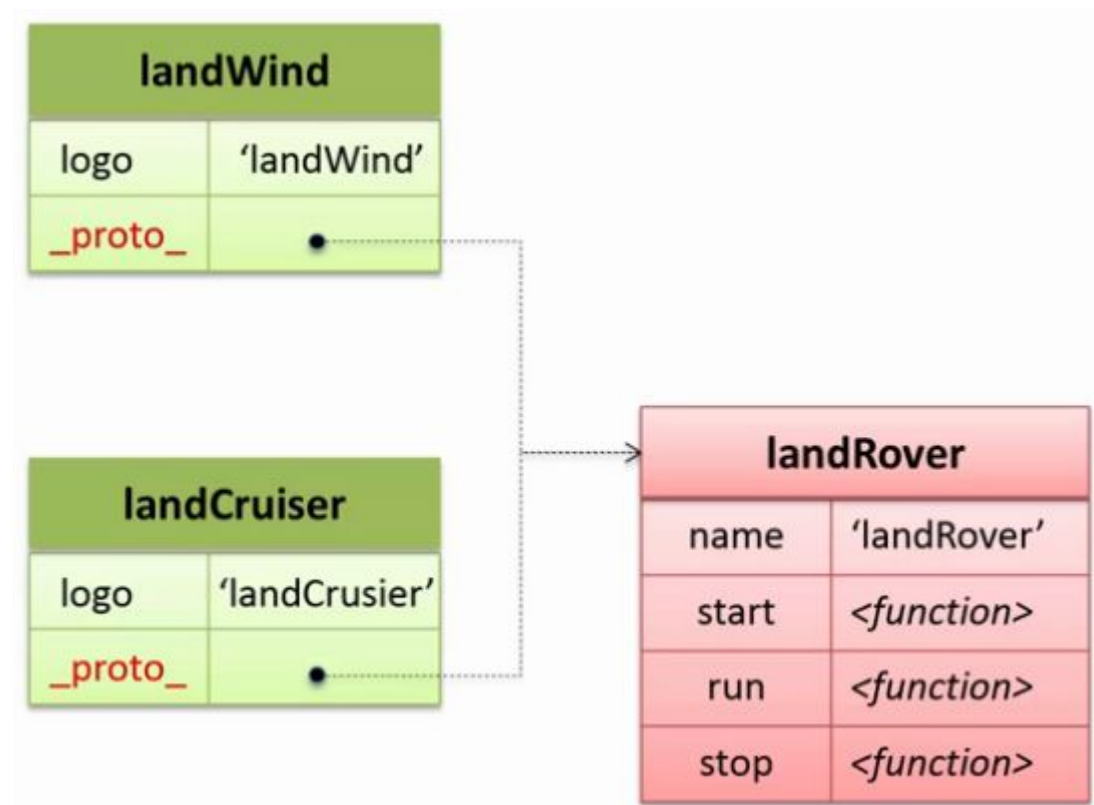 landWind
logo ‘landWind’
_proto_
landCruiser
logo ‘landCrusier’
_proto_
landRover
name ‘landRover’
start <function>
run <function>
stop <function>